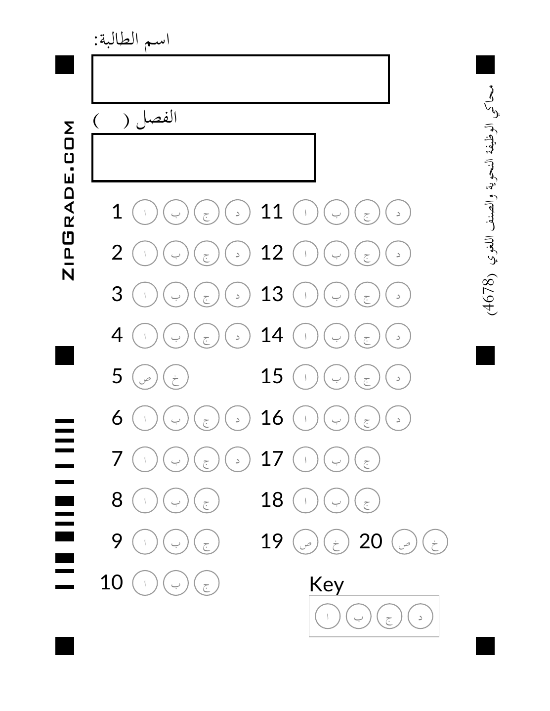 اسم الطالبة:
الفصل (    )
ZIPGRADE.COM
محاكي الوظيفة النحوية والصنف اللغوي (4678)
1 ا ب ج د 11 ا ب ج د
2 ا ب ج د 12 ا ب ج د
3 ا ب ج د 13 ا ب ج د
4 ا ب ج د 14 ا ب ج د
5 ص خ 15 ا ب ج د
6 ا ب ج د 16 ا ب ج د
7 ا ب ج د 17 ا ب ج
8 ا ب ج 18 ا ب ج
9 ا ب ج 19 ص خ 20 ص خ
10 ا ب ج
Key
ا ب ج د